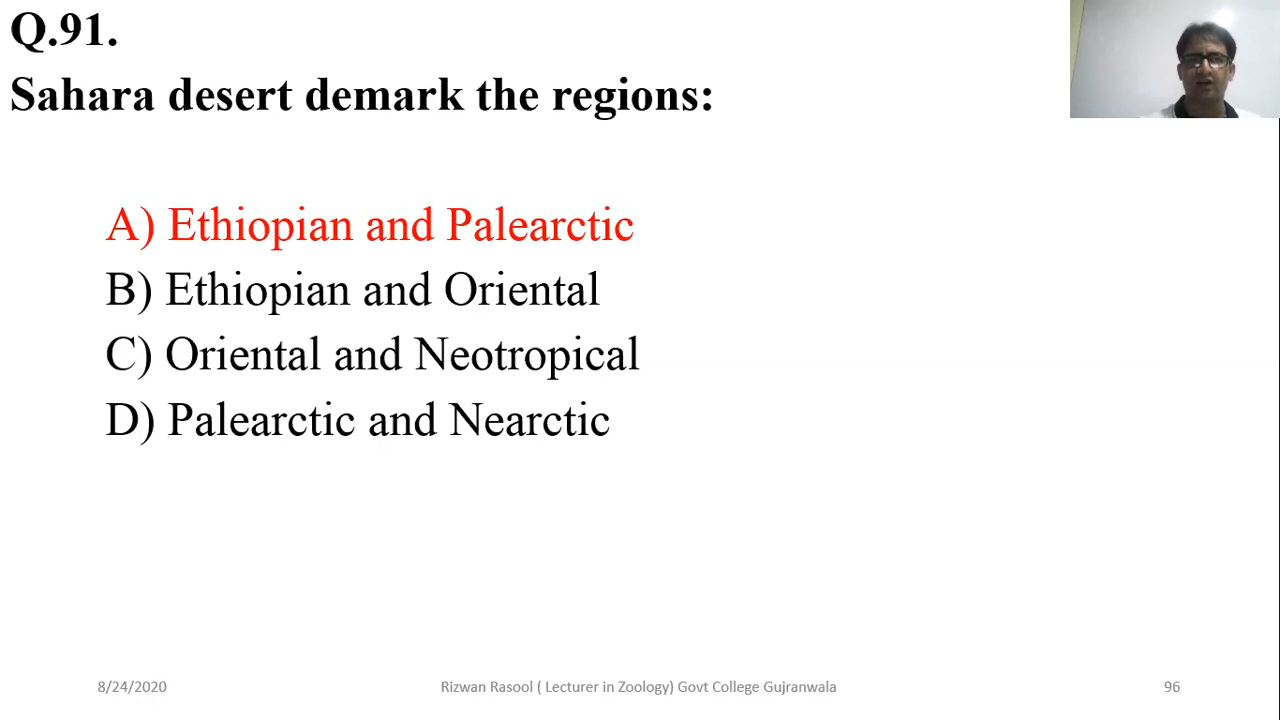 Q.91.
Sahara desert demark the regions:
A) Ethiopian and Palearctic
B) Ethiopian and Oriental
C) Oriental and Neotropical
D) Palearctic and Nearctic
8/24/2020
Rizwan Rasool ( Lecturer in Zoology) Govt College Gujranwala
96